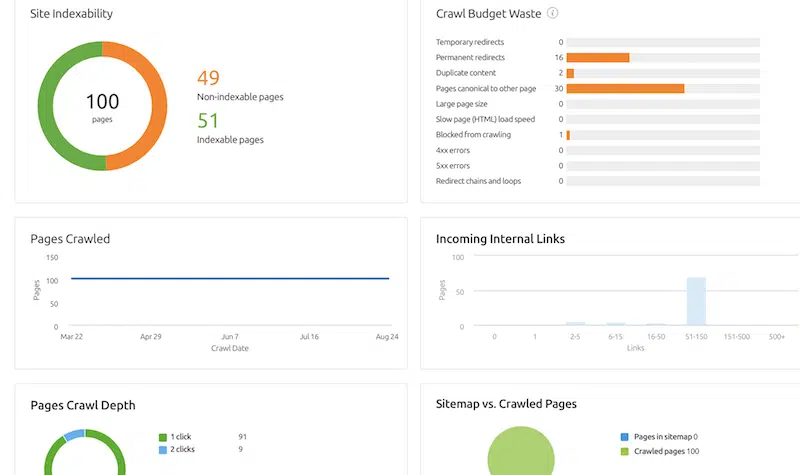 Site Indexability
100
pages
49
Non-indexable pages
51
Indexable pages
Crawl Budget Waste i
Temporary redirects 0
Permanent redirects 16
Duplicate content 2
Pages canonical to other page 30
Large page size 0
Slow page (HTML) load speed 0
Blocked from crawling 1
4xx errors 0
5xx errors 0
Redirect chains and loops 0
Pages Crawled
150
100
50
0
Pages
Mar 22 Apr 29 Jun 7 Jul 16 Aug 24
Crawl Date
Incoming Internal Links
100
50
0
Pages
0 1 2-5 6-15 16-50 51-150 151-500 500+
Links
Pages Crawl Depth
1 click 91
2 clicks 9
Sitemap vs. Crawled Pages
Pages in sitemap 0
Crawled pages 100